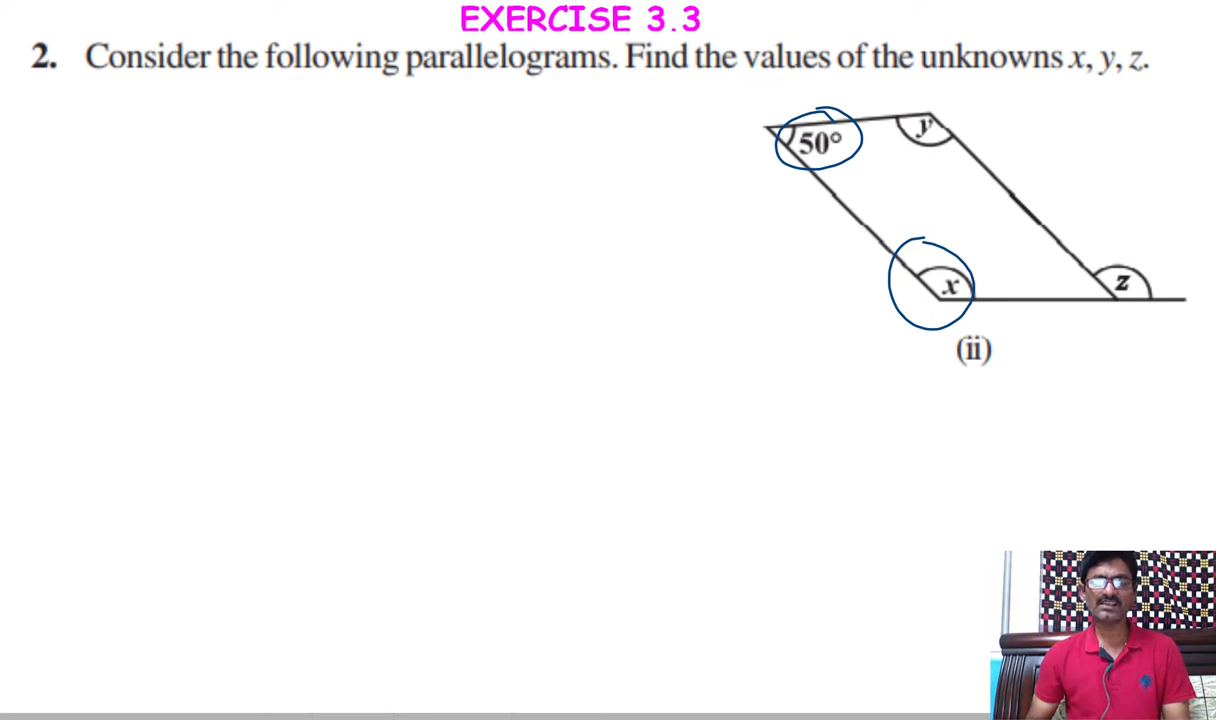 EXERCISE 3.3
2. Consider the following parallelograms. Find the values of the unknowns x, y, z.
50° y
x z
(ii)